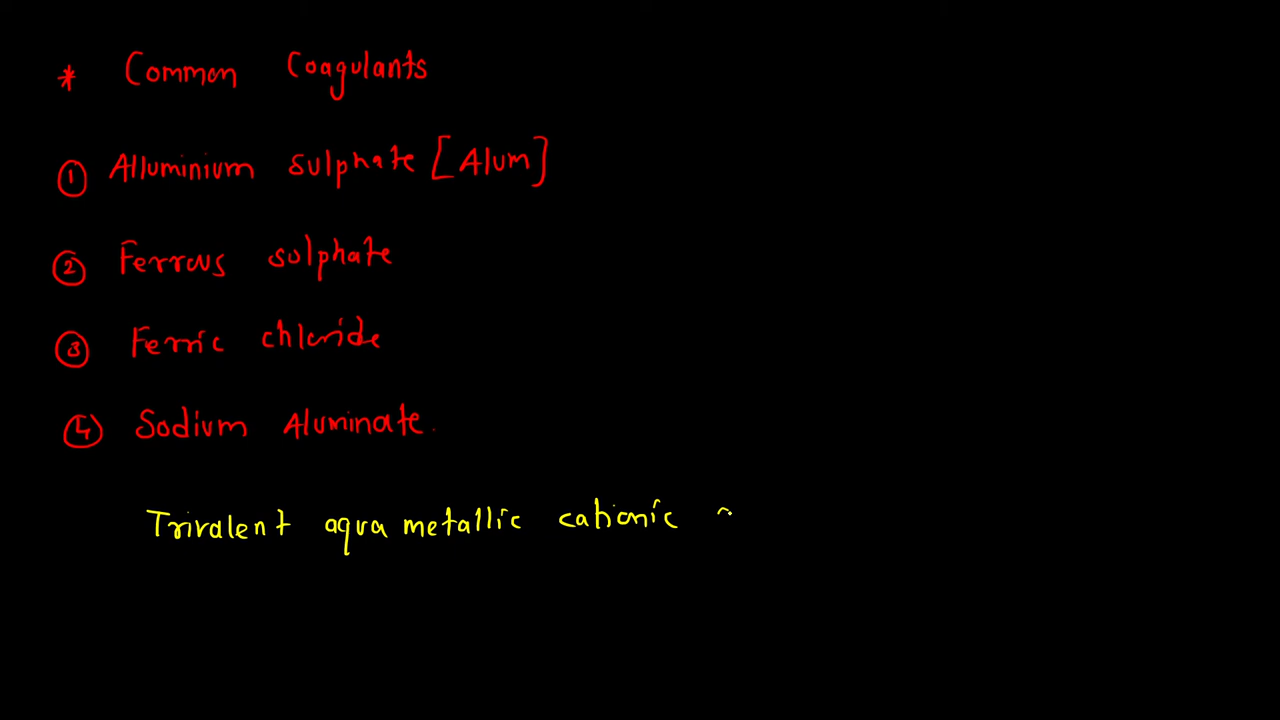 * Common Coagulants
① Alluminium sulphate [Alum]
② Ferrous sulphate
③ Ferric chloride
④ Sodium Aluminate.
Trivalent aqua metallic cationic